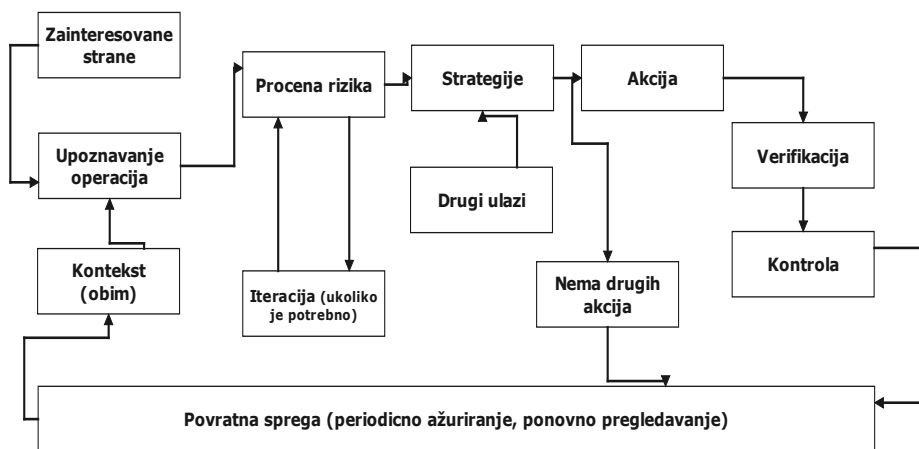 Zainteresovane
strane
Procena rizika
Strategije
Akcija
Upoznavanje
operacija
Verifikacija
Drugi ulazi
Kontekst
(obim)
Iteracija (ukoliko
je potrebno)
Nema drugih
akcija
Kontrola
Povratna sprega (periodicno ažuriranje, ponovno pregledavanje)